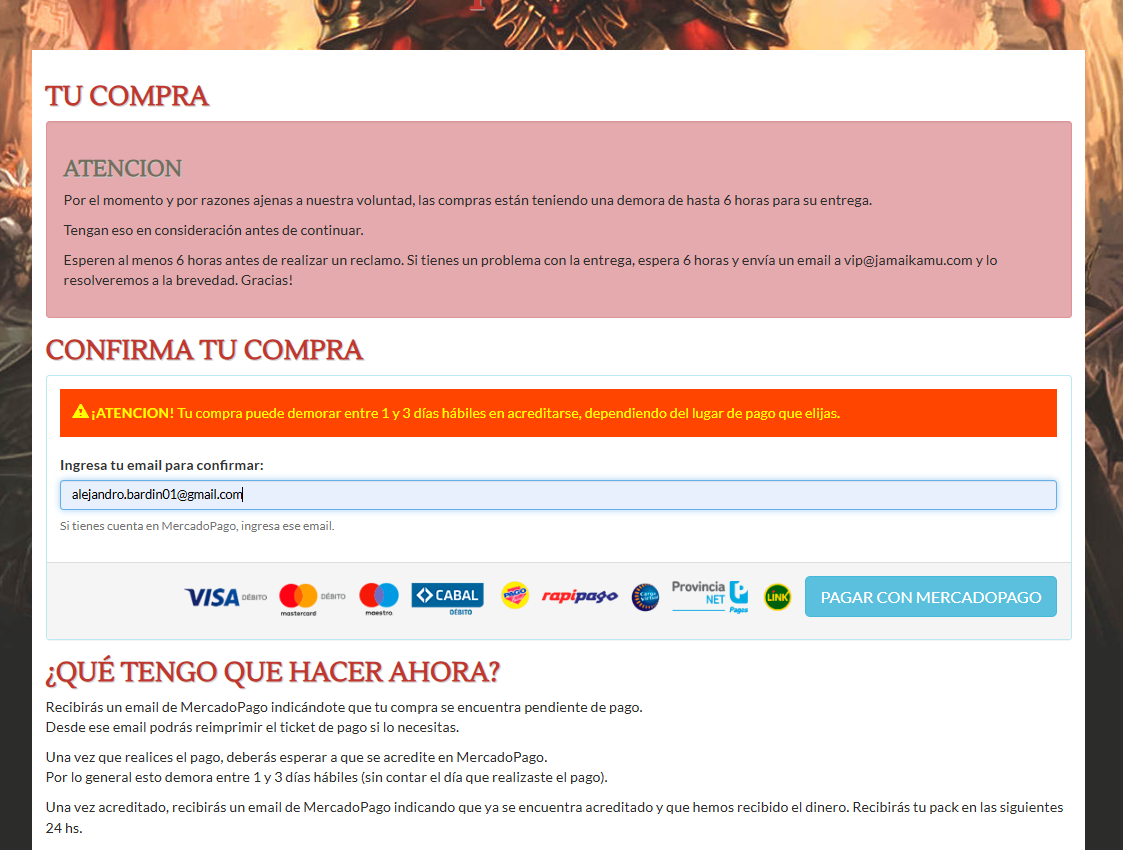 TU COMPRA
ATENCION
Por el momento y por razones ajenas a nuestra voluntad, las compras están teniendo una demora de hasta 6 horas para su entrega.
Tengan eso en consideración antes de continuar.
Esperen al menos 6 horas antes de realizar un reclamo. Si tienes un problema con la entrega, espera 6 horas y envía un email a vip@jamaikamu.com y lo
resolveremos a la brevedad. Gracias!
CONFIRMA TU COMPRA
¡ATENCION! Tu compra puede demorar entre 1 y 3 días hábiles en acreditarse, dependiendo del lugar de pago que elijas.
Ingresa tu email para confirmar:
alejandro.bardin01@gmail.com
Si tienes cuenta en MercadoPago, ingresa ese email.
VISA DÉBITO mastercard DÉBITO maestro CABAL DÉBITO PAGO rapipago carga virtual Provincia NET Pagos LINK PAGAR CON MERCADOPAGO
¿QUÉ TENGO QUE HACER AHORA?
Recibirás un email de MercadoPago indicándote que tu compra se encuentra pendiente de pago.
Desde ese email podrás reimprimir el ticket de pago si lo necesitas.
Una vez que realices el pago, deberás esperar a que se acredite en MercadoPago.
Por lo general esto demora entre 1 y 3 días hábiles (sin contar el día que realizaste el pago).
Una vez acreditado, recibirás un email de MercadoPago indicando que ya se encuentra acreditado y que hemos recibido el dinero. Recibirás tu pack en las siguientes
24 hs.